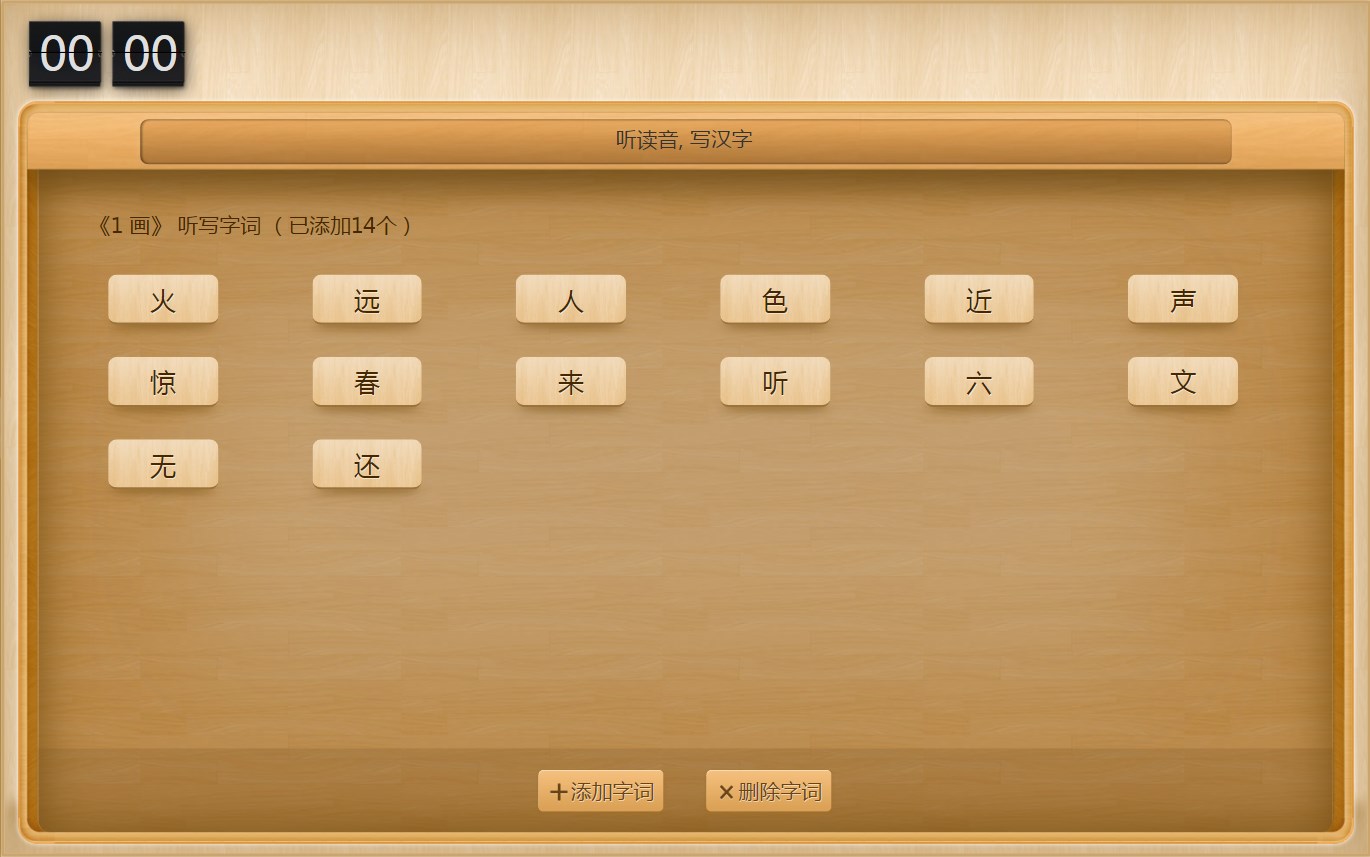 00 00
听读音, 写汉字
《1 画》 听写字词 （ 已添加14个 ）
火 远 人 色 近 声
惊 春 来 听 六 文
无 还
+添加字词 ×删除字词